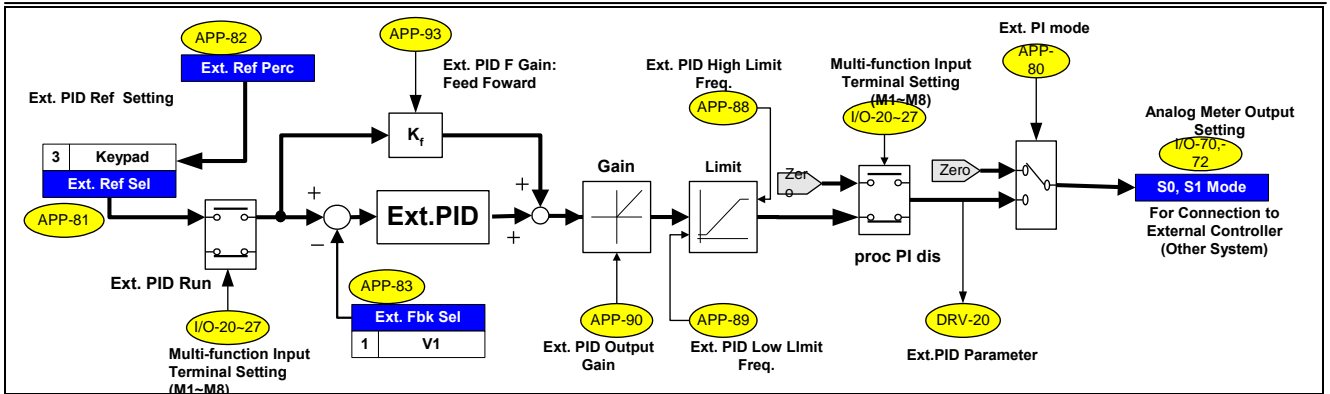 APP-82
Ext. Ref Perc
Ext. PID Ref Setting
3 Keypad
Ext. Ref Sel
APP-81
Ext. PID Run
I/O-20~27
Multi-function Input
Terminal Setting
(M1~M8)
APP-93
Ext. PID F Gain:
Feed Foward
Kf
+
−
Ext.PID
+
+
APP-83
Ext. Fbk Sel
1 V1
Gain
APP-90
Ext. PID Output
Gain
Ext. PID High Limit
Freq.
APP-88
Limit
APP-89
Ext. PID Low LImit
Freq.
Multi-function Input
Terminal Setting
(M1~M8)
I/O-20~27
Zer
o
proc PI dis
Zero
DRV-20
Ext.PID Parameter
Ext. PI mode
APP-
80
Analog Meter Output
Setting
I/O-70,-
72
S0, S1 Mode
For Connection to
External Controller
(Other System)